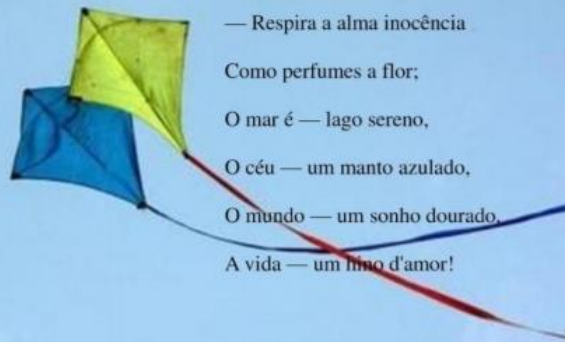 — Respira a alma inocência
Como perfumes a flor;
O mar é — lago sereno,
O céu — um manto azulado,
O mundo — um sonho dourado,
A vida — um hino d'amor!